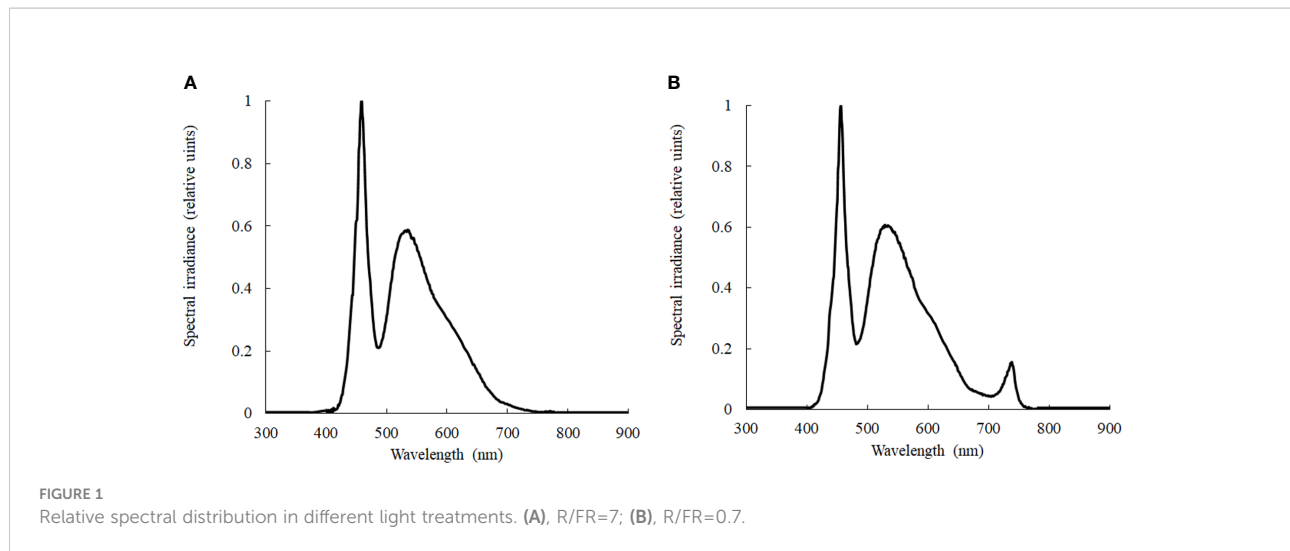 A
Spectral irradiance (relative uints)
1
0.8
0.6
0.4
0.2
0
300 400 500 600 700 800 900
Wavelength (nm)
B
Spectral irradiance (relative uints)
1
0.8
0.6
0.4
0.2
0
300 400 500 600 700 800 900
Wavelength (nm)
FIGURE 1
Relative spectral distribution in different light treatments. (A), R/FR=7; (B), R/FR=0.7.